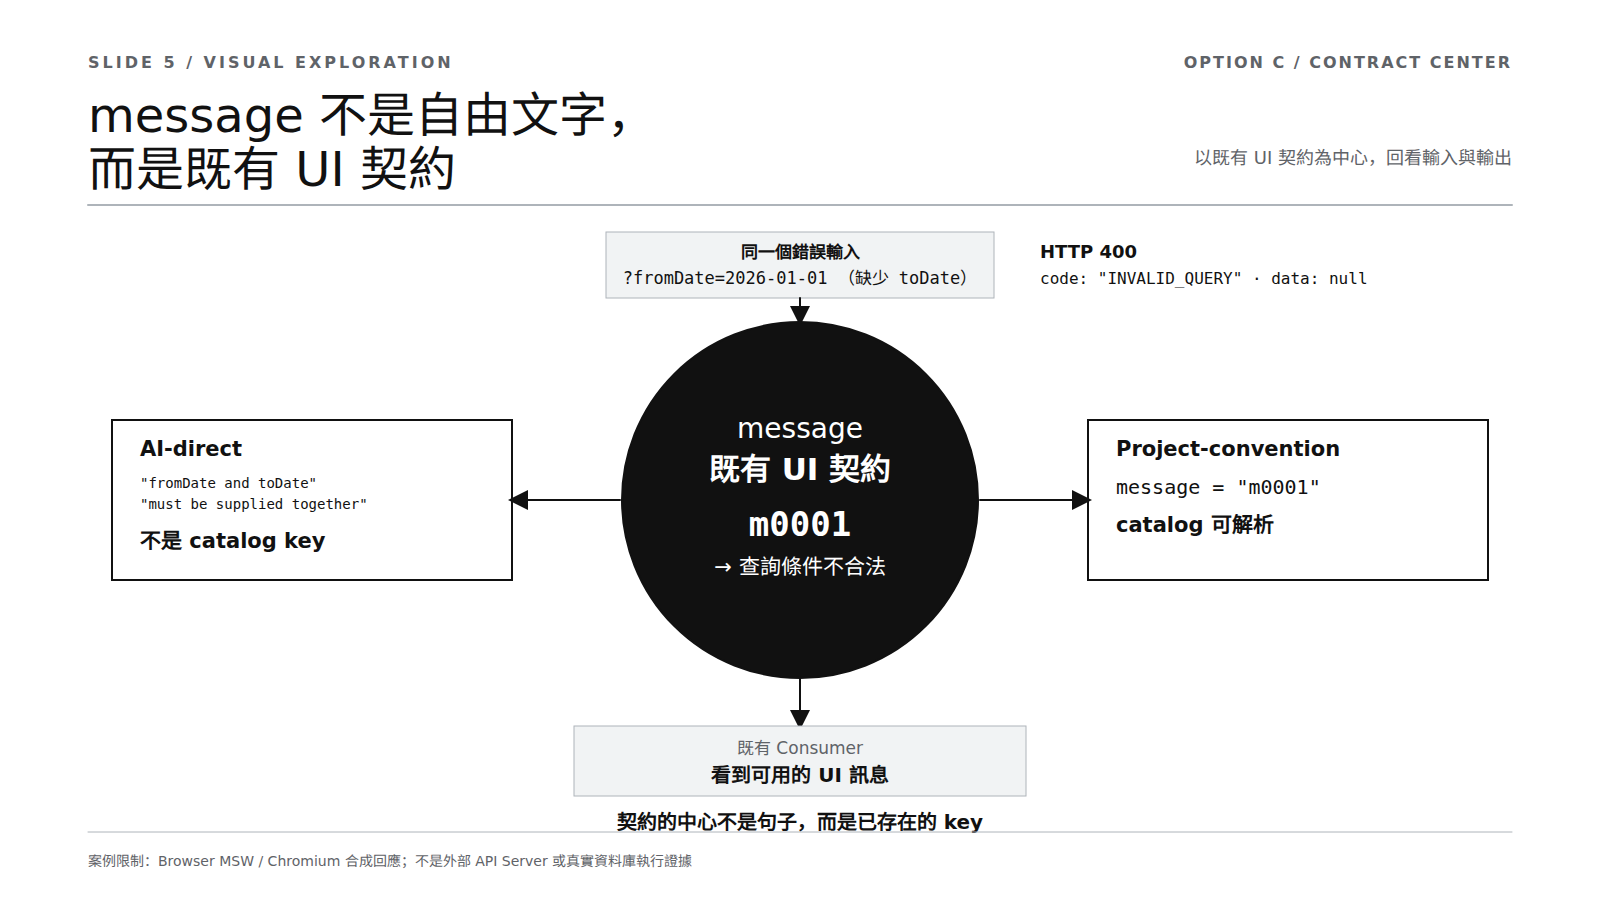 SLIDE 5 / VISUAL EXPLORATION
OPTION C / CONTRACT CENTER
message 不是自由文字，
而是既有 UI 契約
以既有 UI 契約為中心，回看輸入與輸出
同一個錯誤輸入
?fromDate=2026-01-01 （缺少 toDate）
HTTP 400
code: "INVALID_QUERY" · data: null
AI-direct
"fromDate and toDate"
"must be supplied together"
不是 catalog key
message
既有 UI 契約
m0001
→ 查詢條件不合法
Project-convention
message = "m0001"
catalog 可解析
既有 Consumer
看到可用的 UI 訊息
契約的中心不是句子，而是已存在的 key
案例限制：Browser MSW / Chromium 合成回應；不是外部 API Server 或真實資料庫執行證據